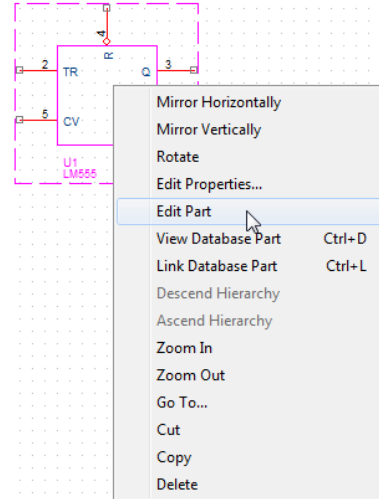 4
R
2
TR
Q
3
5
CV
U1
LM555
Mirror Horizontally
Mirror Vertically
Rotate
Edit Properties...
Edit Part
View Database Part Ctrl+D
Link Database Part Ctrl+L
Descend Hierarchy
Ascend Hierarchy
Zoom In
Zoom Out
Go To...
Cut
Copy
Delete